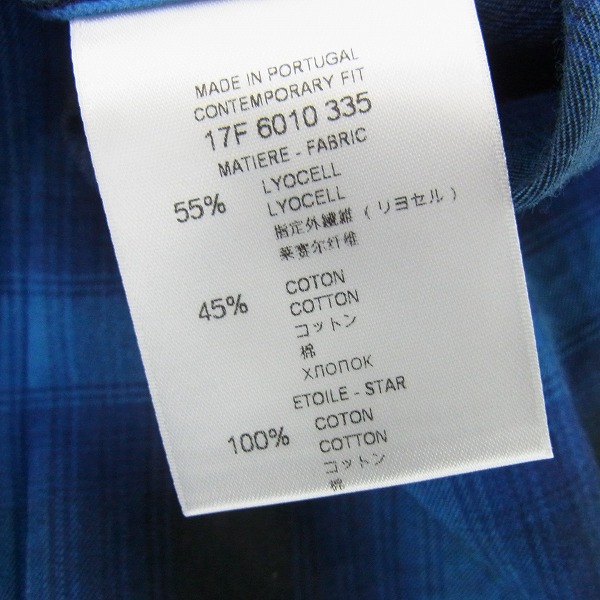 MADE IN PORTUGAL
CONTEMPORARY FIT
17F 6010 335
MATIERE - FABRIC
55% LYOCELL
LYOCELL
指定外繊維 ( リヨセル )
莱赛尔纤维
45% COTON
COTTON
コットン
棉
ХЛОПОК
ETOILE - STAR
100% COTON
COTTON
コットン
棉